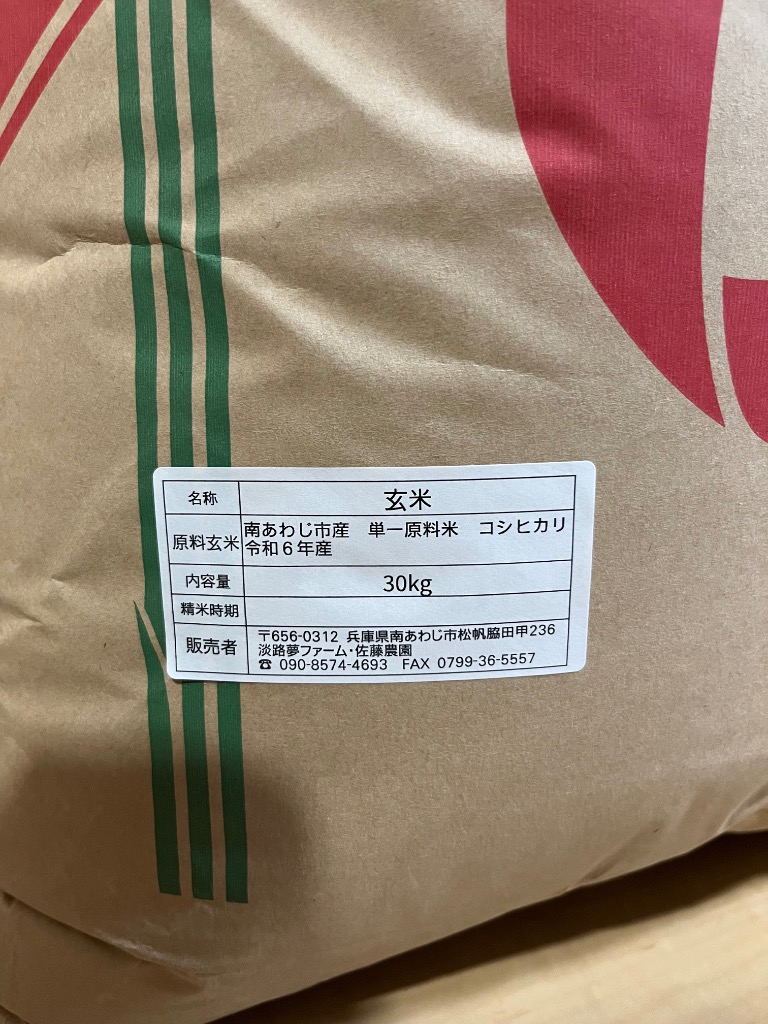 名称 玄米
原料玄米 南あわじ市産 単一原料米 コシヒカリ
令和6年産
内容量 30kg
精米時期
販売者 〒656-0312 兵庫県南あわじ市松帆脇田甲236
淡路夢ファーム・佐藤農園
☎ 090-8574-4693 FAX 0799-36-5557